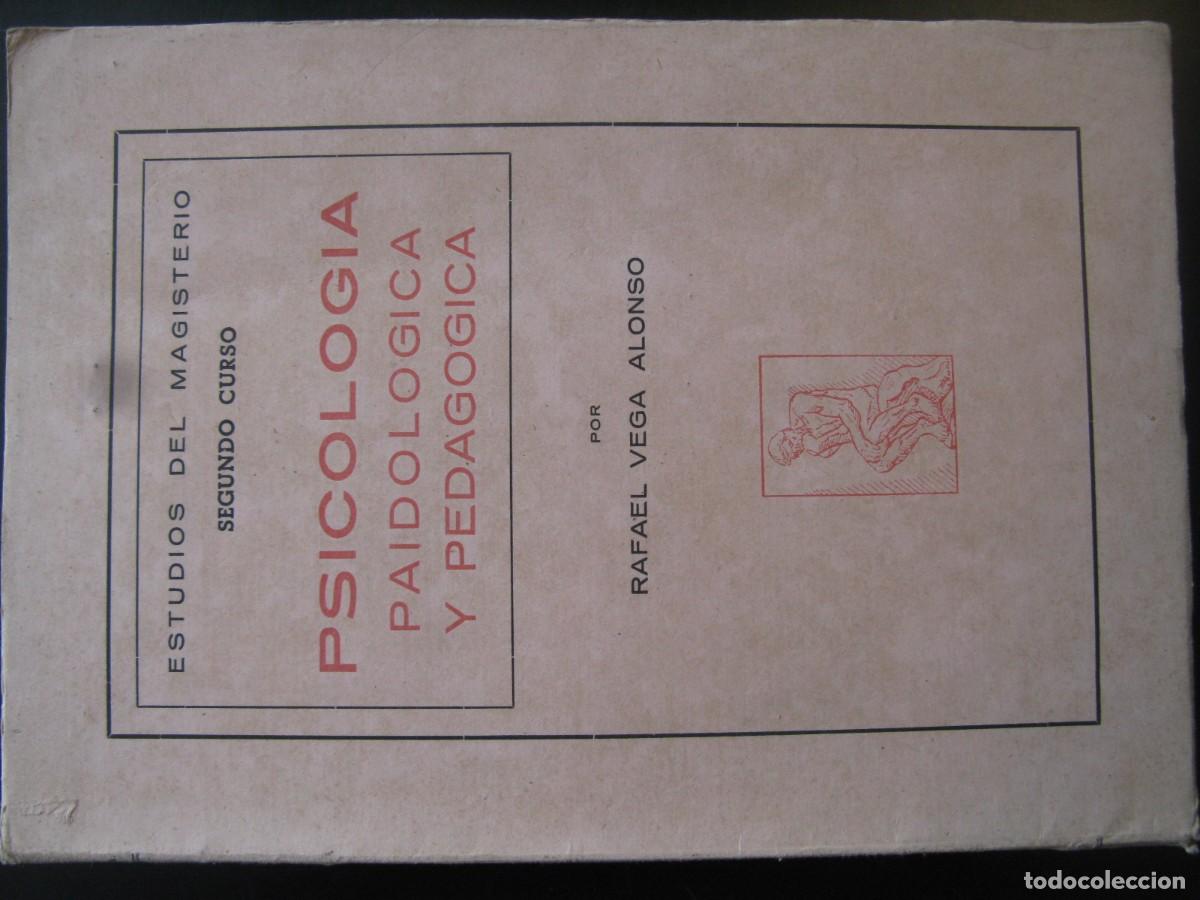 ESTUDIOS DEL MAGISTERIO
SEGUNDO CURSO
PSICOLOGIA
PAIDOLOGICA
Y PEDAGOGICA
POR
RAFAEL VEGA ALONSO
todocoleccion